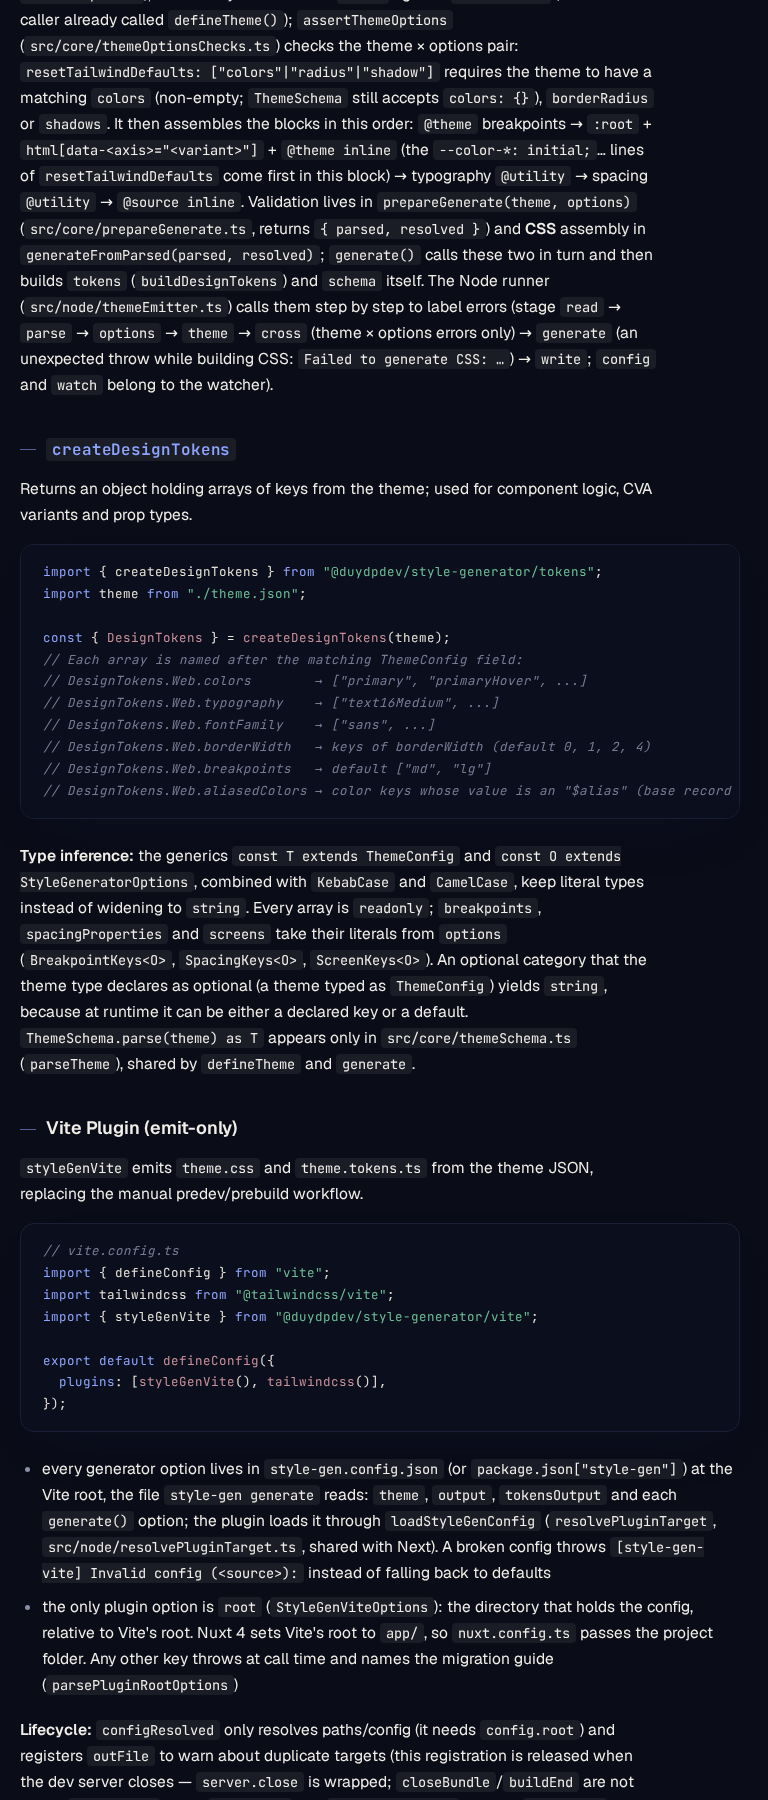 caller already called defineTheme() ); assertThemeOptions
( src/core/themeOptionsChecks.ts ) checks the theme × options pair:
resetTailwindDefaults: ["colors"|"radius"|"shadow"] requires the theme to have a
matching colors (non-empty; ThemeSchema still accepts colors: {} ), borderRadius
or shadows . It then assembles the blocks in this order: @theme breakpoints → :root +
html[data-<axis>="<variant>"] + @theme inline (the --color-*: initial; … lines
of resetTailwindDefaults come first in this block) → typography @utility → spacing
@utility → @source inline . Validation lives in prepareGenerate(theme, options)
( src/core/prepareGenerate.ts , returns { parsed, resolved } ) and CSS assembly in
generateFromParsed(parsed, resolved) ; generate() calls these two in turn and then
builds tokens ( buildDesignTokens ) and schema itself. The Node runner
( src/node/themeEmitter.ts ) calls them step by step to label errors (stage read →
parse → options → theme → cross (theme × options errors only) → generate (an
unexpected throw while building CSS: Failed to generate CSS: … ) → write ; config
and watch belong to the watcher).
— createDesignTokens
Returns an object holding arrays of keys from the theme; used for component logic, CVA
variants and prop types.
import { createDesignTokens } from "@duydpdev/style-generator/tokens";
import theme from "./theme.json";
const { DesignTokens } = createDesignTokens(theme);
// Each array is named after the matching ThemeConfig field:
// DesignTokens.Web.colors → ["primary", "primaryHover", ...]
// DesignTokens.Web.typography → ["text16Medium", ...]
// DesignTokens.Web.fontFamily → ["sans", ...]
// DesignTokens.Web.borderWidth → keys of borderWidth (default 0, 1, 2, 4)
// DesignTokens.Web.breakpoints → default ["md", "lg"]
// DesignTokens.Web.aliasedColors → color keys whose value is an "$alias" (base record
Type inference: the generics const T extends ThemeConfig and const O extends
StyleGeneratorOptions , combined with KebabCase and CamelCase , keep literal types
instead of widening to string . Every array is readonly ; breakpoints ,
spacingProperties and screens take their literals from options
( BreakpointKeys<O> , SpacingKeys<O> , ScreenKeys<O> ). An optional category that the
theme type declares as optional (a theme typed as ThemeConfig ) yields string ,
because at runtime it can be either a declared key or a default.
ThemeSchema.parse(theme) as T appears only in src/core/themeSchema.ts
( parseTheme ), shared by defineTheme and generate .
— Vite Plugin (emit-only)
styleGenVite emits theme.css and theme.tokens.ts from the theme JSON,
replacing the manual predev/prebuild workflow.
// vite.config.ts
import { defineConfig } from "vite";
import tailwindcss from "@tailwindcss/vite";
import { styleGenVite } from "@duydpdev/style-generator/vite";
export default defineConfig({
plugins: [styleGenVite(), tailwindcss()],
});
• every generator option lives in style-gen.config.json (or package.json["style-gen"] ) at the
Vite root, the file style-gen generate reads: theme , output , tokensOutput and each
generate() option; the plugin loads it through loadStyleGenConfig ( resolvePluginTarget ,
src/node/resolvePluginTarget.ts , shared with Next). A broken config throws [style-gen-
vite] Invalid config (<source>): instead of falling back to defaults
• the only plugin option is root ( StyleGenViteOptions ): the directory that holds the config,
relative to Vite's root. Nuxt 4 sets Vite's root to app/ , so nuxt.config.ts passes the project
folder. Any other key throws at call time and names the migration guide
( parsePluginRootOptions )
Lifecycle: configResolved only resolves paths/config (it needs config.root ) and
registers outFile to warn about duplicate targets (this registration is released when
the dev server closes — server.close is wrapped; closeBundle / buildEnd are not